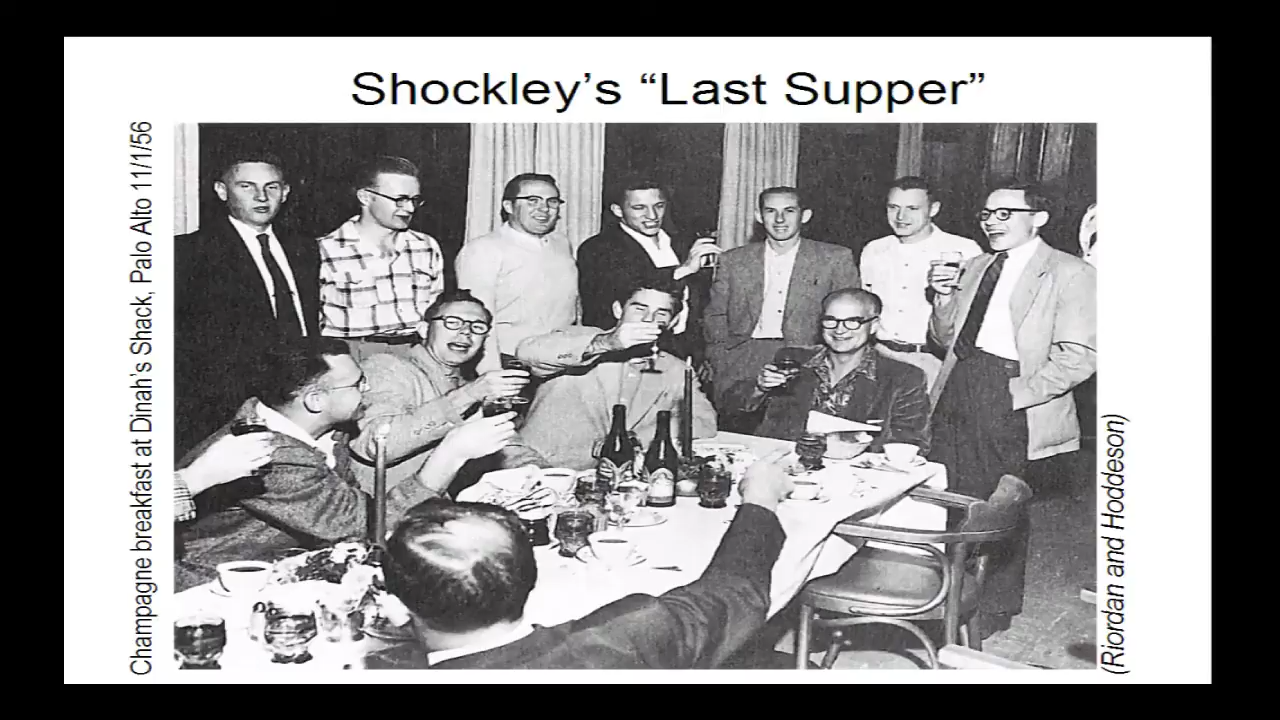 Shockley’s “Last Supper”
Champagne breakfast at Dinah’s Shack, Palo Alto 11/1/56
(Riordan and Hoddeson)